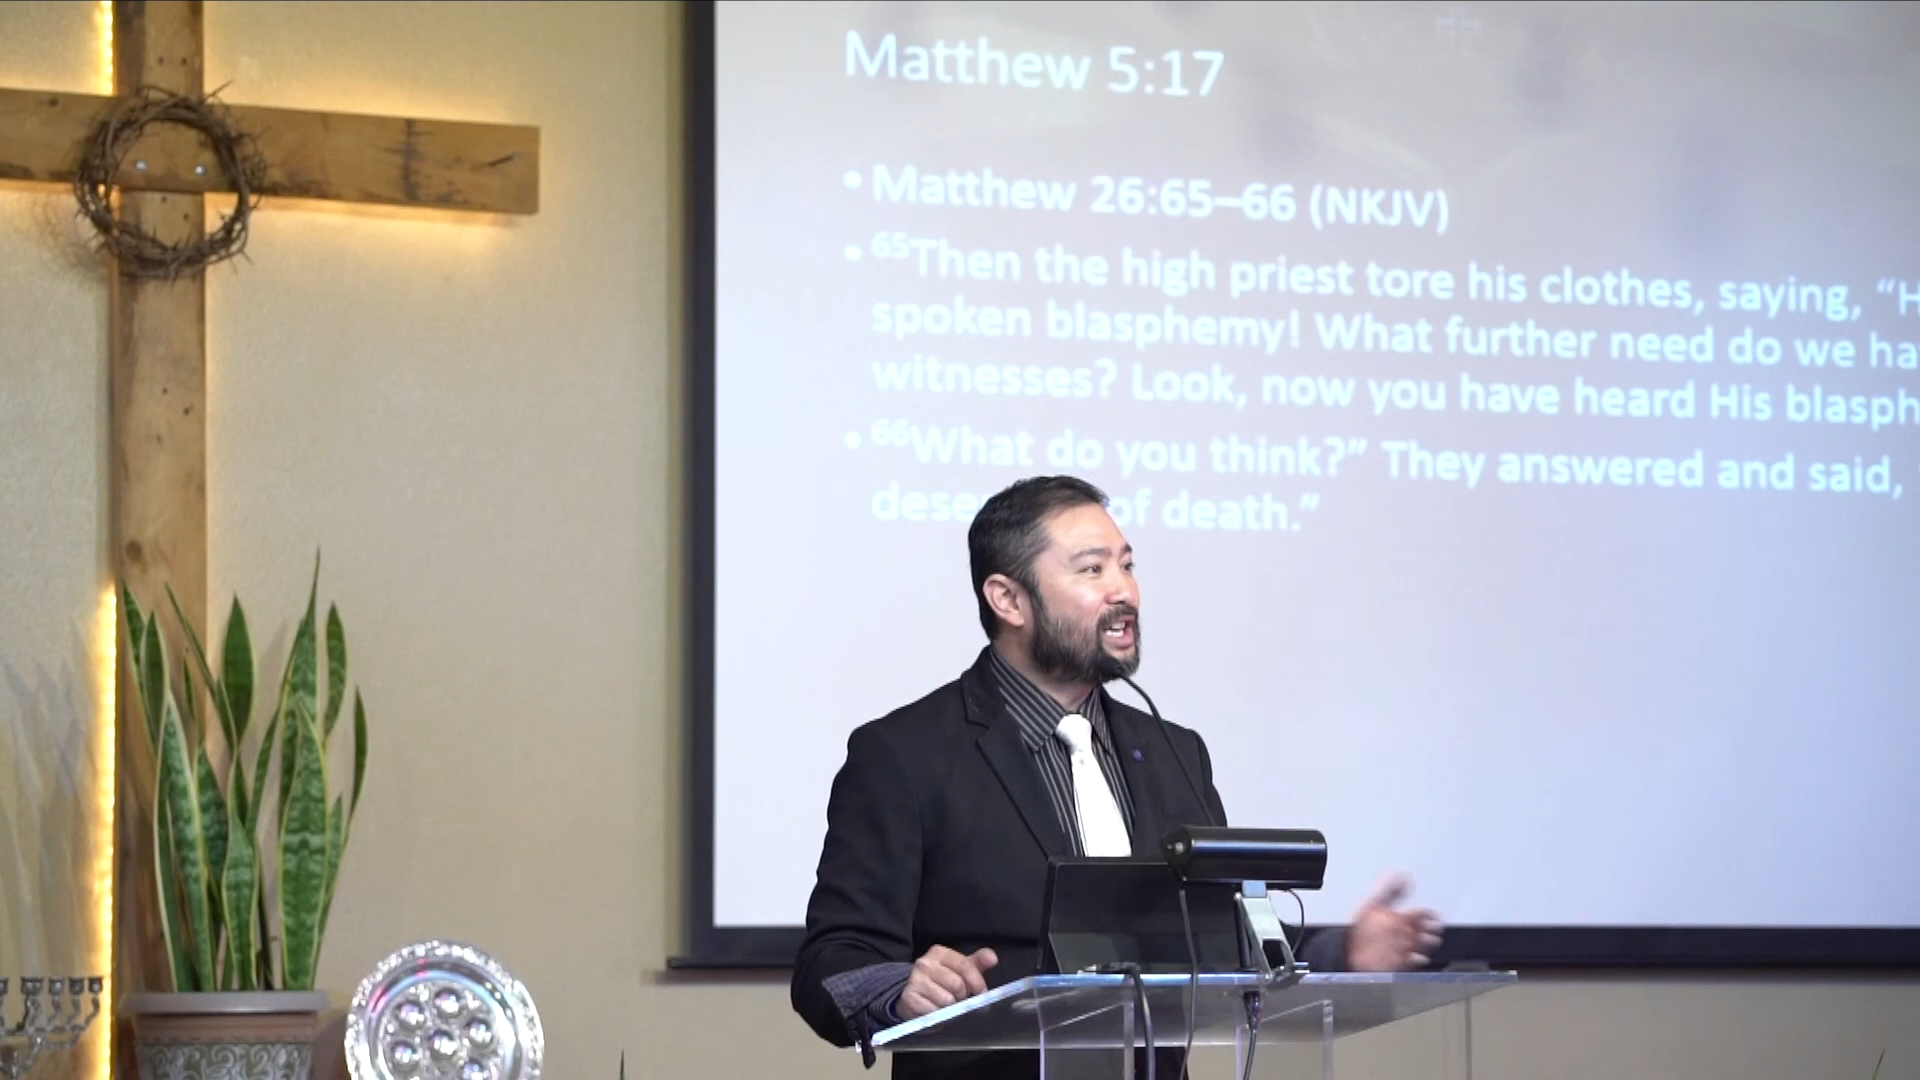 Matthew 5:17
• Matthew 26:65–66 (NKJV)
• 65Then the high priest tore his clothes, saying, “H
spoken blasphemy! What further need do we ha
witnesses? Look, now you have heard His blasph
• 66“What do you think?” They answered and said,
of death.”